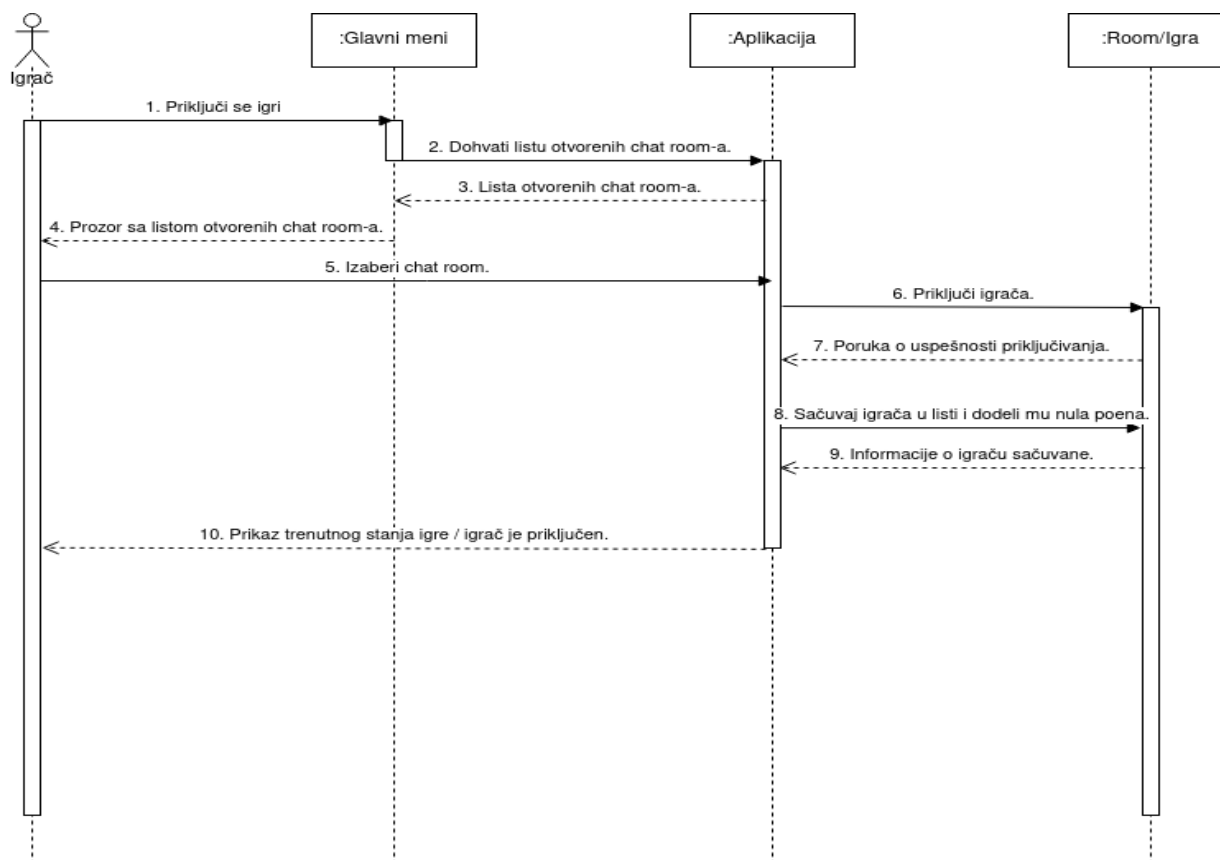 :Glavni meni
:Aplikacija
:Room/Igra
Igrač
1. Priključi se igri
2. Dohvati listu otvorenih chat room-a.
3. Lista otvorenih chat room-a.
4. Prozor sa listom otvorenih chat room-a.
5. Izaberi chat room.
6. Priključi igrača.
7. Poruka o uspešnosti priključivanja.
8. Sačuvaj igrača u listi i dodeli mu nula poena.
9. Informacije o igraču sačuvane.
10. Prikaz trenutnog stanja igre / igrač je priključen.